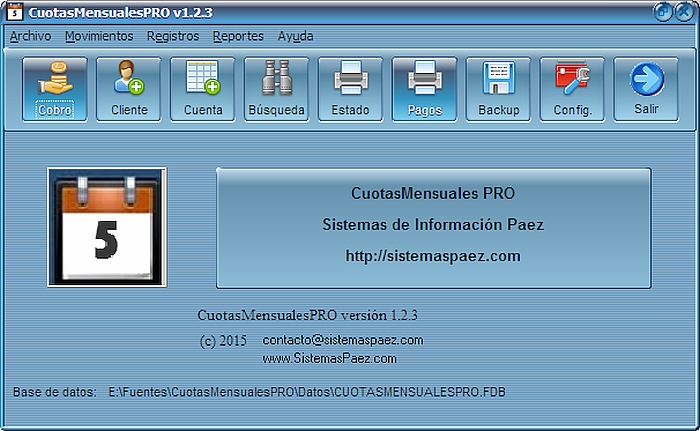 5 CuotasMensualesPRO v1.2.3
Archivo Movimientos Registros Reportes Ayuda
Cobro Cliente Cuenta Búsqueda Estado Pagos Backup Config. Salir
5
CuotasMensuales PRO
Sistemas de Información Paez
http://sistemaspaez.com
CuotasMensualesPRO versión 1.2.3
(c) 2015 contacto@sistemaspaez.com
www.SistemasPaez.com
Base de datos: E:\Fuentes\CuotasMensualesPRO\Datos\CUOTASMENSUALESPRO.FDB